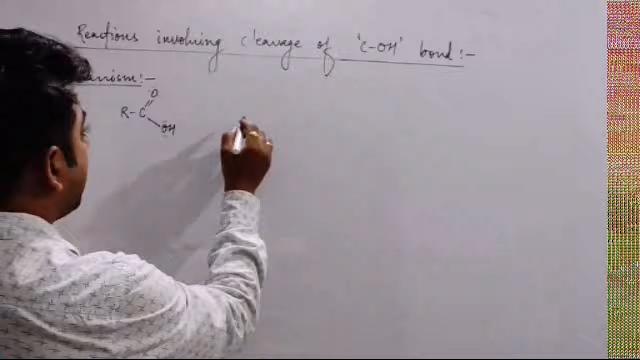 Reactions involving cleavage of 'C-OH' bond:-
O
R-C
OH